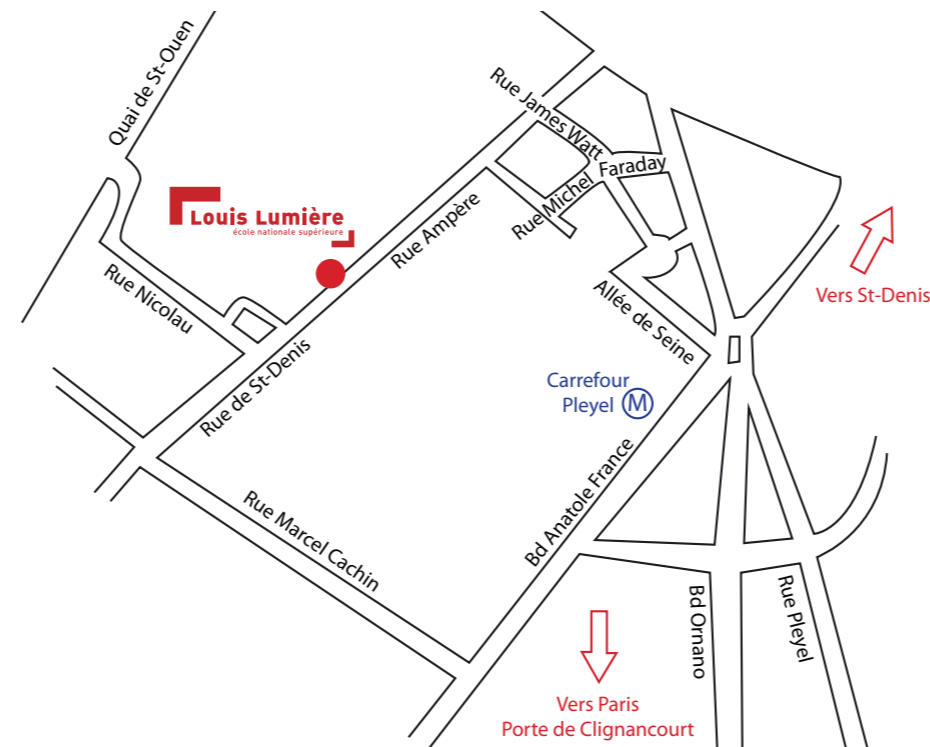 Quai de St-Ouen
Rue James Watt
Rue Michel Faraday
Louis Lumière
école nationale supérieure
Rue Ampère
Rue Nicolau
Vers St-Denis
Allée de Seine
Rue de St-Denis
Carrefour
Pleyel M
Bd Anatole France
Rue Marcel Cachin
Bd Ornano
Rue Pleyel
Vers Paris
Porte de Clignancourt